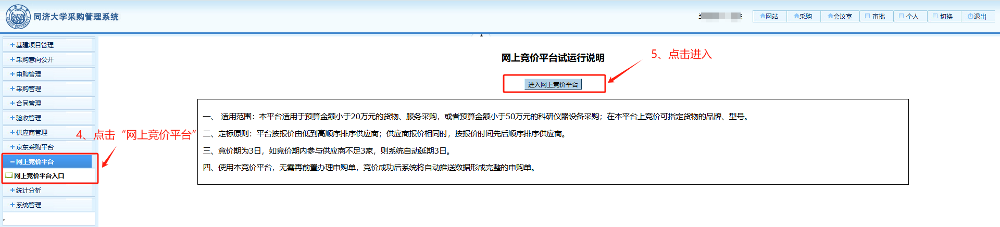 同济大学采购管理系统
网站
采购
会议室
审批
个人
切换
退出
基建项目管理
采购意向公开
申购管理
采购管理
合同管理
验收管理
供应商管理
京东采购平台
网上竞价平台
网上竞价平台入口
统计分析
系统管理
4、点击“网上竞价平台”
网上竞价平台试运行说明
5、点击进入
进入网上竞价平台
一、 适用范围：本平台适用于预算金额小于20万元的货物、服务采购，或者预算金额小于50万元的科研仪器设备采购；在本平台上竞价可指定货物的品牌、型号。
二、定标原则：平台按报价由低到高顺序排序供应商；供应商报价相同时，按报价时间先后顺序排序供应商。
三、竞价期为3日，如竞价期内参与供应商不足3家，则系统自动延期3日。
四、使用本竞价平台，无需再前置办理申购单，竞价成功后系统将自动推送数据形成完整的申购单。